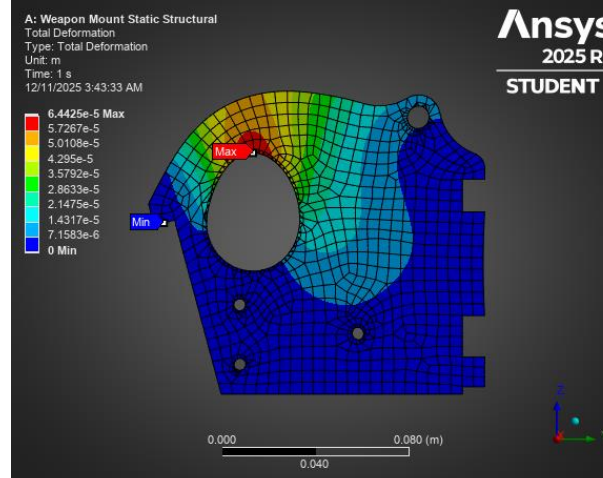 A: Weapon Mount Static Structural
Total Deformation
Type: Total Deformation
Unit: m
Time: 1 s
12/11/2025 3:43:33 AM
6.4425e-5 Max
5.7267e-5
5.0108e-5
4.295e-5
3.5792e-5
2.8633e-5
2.1475e-5
1.4317e-5
7.1583e-6
0 Min
Ansys
2025 R
STUDENT
Max
Min
0.000
0.080 (m)
0.040
Z